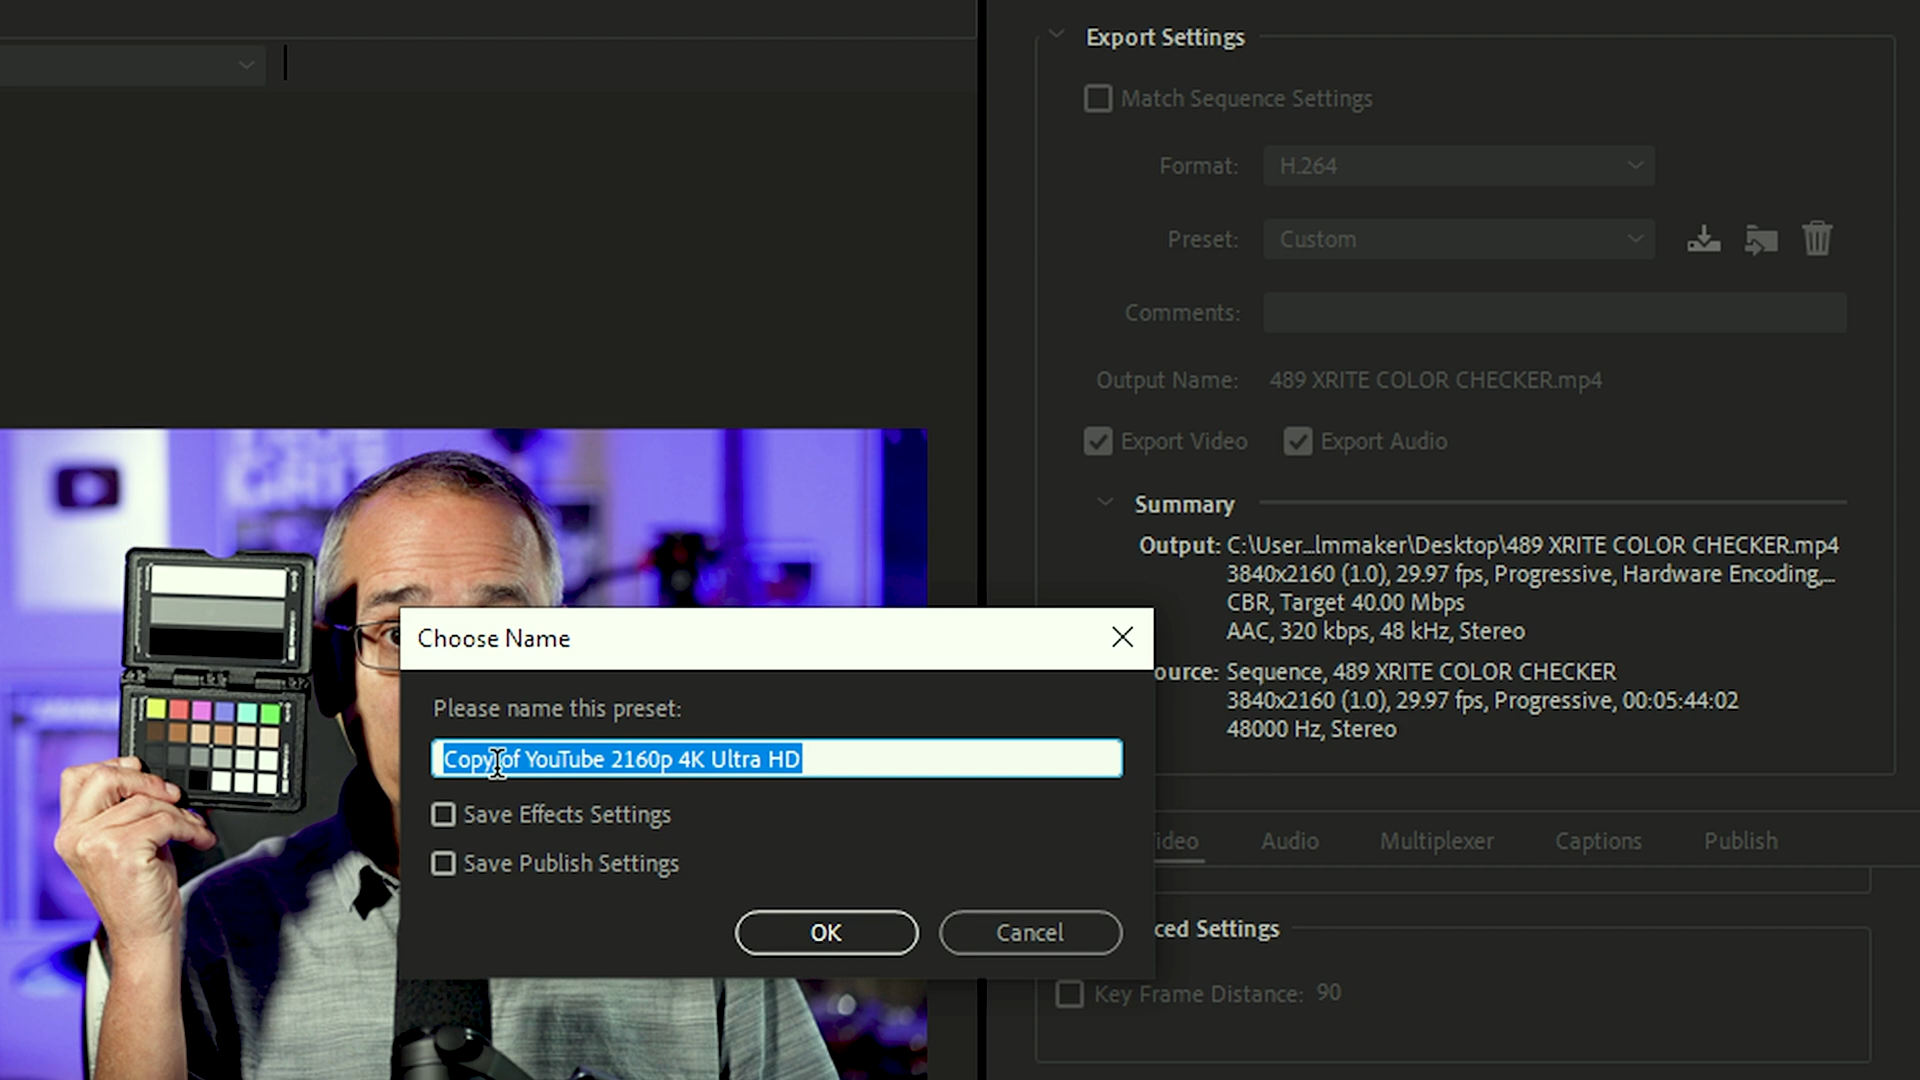 Export Settings
Match Sequence Settings
Format: H.264
Preset: Custom
Comments:
Output Name: 489 XRITE COLOR CHECKER.mp4
Export Video Export Audio
Summary
Output: C:\User...lmmaker\Desktop\489 XRITE COLOR CHECKER.mp4
3840x2160 (1.0), 29.97 fps, Progressive, Hardware Encoding,...
CBR, Target 40.00 Mbps
AAC, 320 kbps, 48 kHz, Stereo
ource: Sequence, 489 XRITE COLOR CHECKER
3840x2160 (1.0), 29.97 fps, Progressive, 00:05:44:02
48000 Hz, Stereo
Choose Name
Please name this preset:
Copy of YouTube 2160p 4K Ultra HD
Save Effects Settings
Save Publish Settings
OK Cancel
ideo Audio Multiplexer Captions Publish
ced Settings
Key Frame Distance: 90